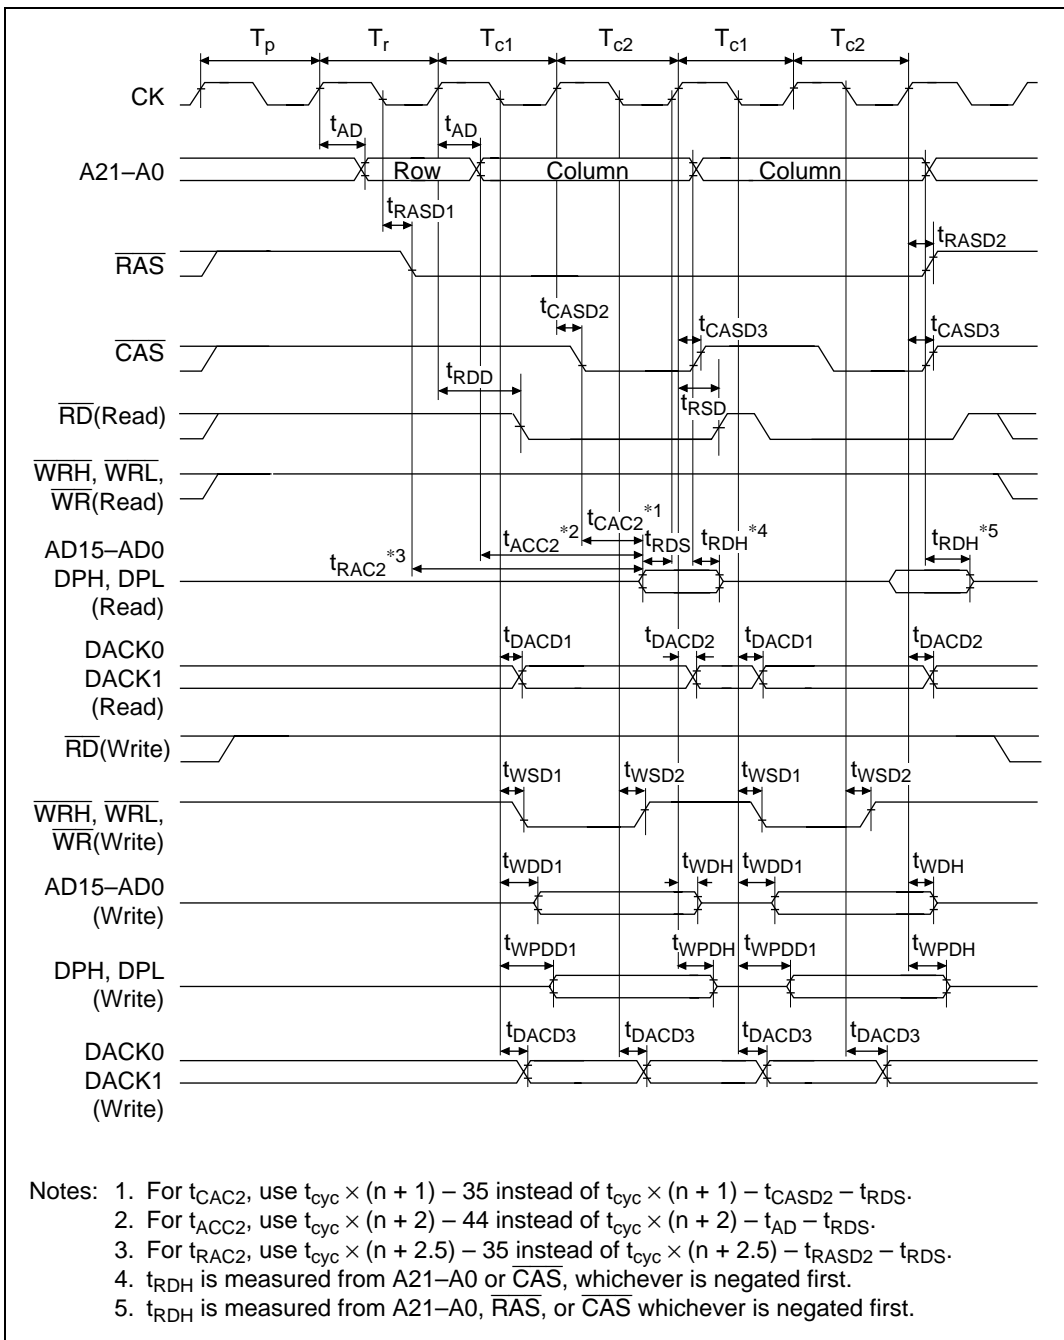 Tp Tr Tc1 Tc2 Tc1 Tc2
CK
tAD tAD
A21–A0 Row Column Column
tRASD1
tRASD2
RAS
tCASD2 tCASD3 tCASD3
CAS
tRDD
tRSD
RD(Read)
WRH, WRL,
WR(Read)
tCAC2*1
tACC2*2 tRDS tRDH*4 tRDH*5
tRAC2*3
AD15–AD0
DPH, DPL
(Read)
tDACD1 tDACD2 tDACD1 tDACD2
DACK0
DACK1
(Read)
RD(Write)
tWSD1 tWSD2 tWSD1 tWSD2
WRH, WRL,
WR(Write)
tWDD1 tWDH tWDD1 tWDH
AD15–AD0
(Write)
tWPDD1 tWPDH tWPDD1 tWPDH
DPH, DPL
(Write)
tDACD3 tDACD3 tDACD3 tDACD3
DACK0
DACK1
(Write)
Notes: 1. For tCAC2, use tcyc × (n + 1) – 35 instead of tcyc × (n + 1) – tCASD2 – tRDS.
2. For tACC2, use tcyc × (n + 2) – 44 instead of tcyc × (n + 2) – tAD – tRDS.
3. For tRAC2, use tcyc × (n + 2.5) – 35 instead of tcyc × (n + 2.5) – tRASD2 – tRDS.
4. tRDH is measured from A21–A0 or CAS, whichever is negated first.
5. tRDH is measured from A21–A0, RAS, or CAS whichever is negated first.